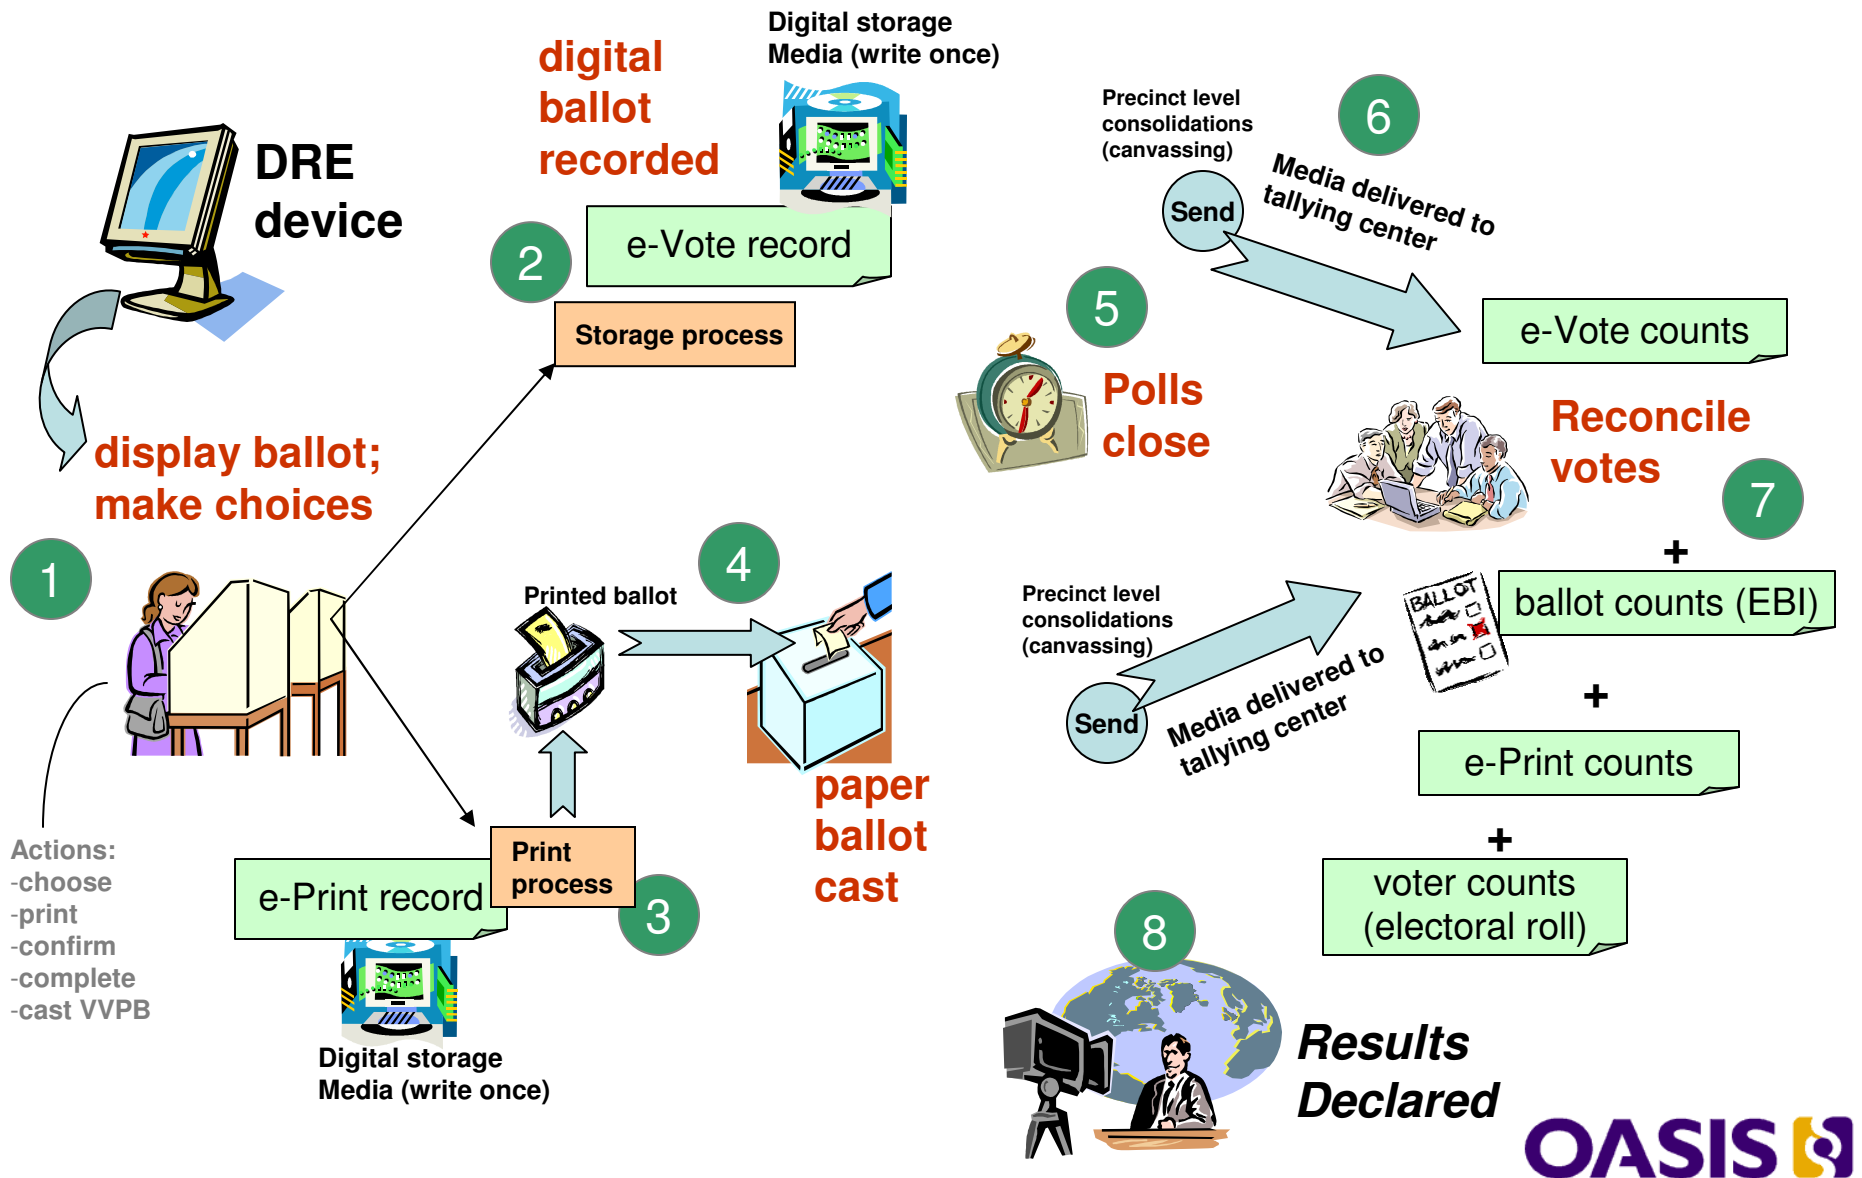 DRE
device
display ballot;
make choices
1
Actions:
-choose
-print
-confirm
-complete
-cast VVPB
digital
ballot
recorded
Digital storage
Media (write once)
2
e-Vote record
Storage process
Printed ballot
4
paper
ballot
cast
Print
process
e-Print record
3
Digital storage
Media (write once)
5
Polls
close
Precinct level
consolidations
(canvassing)
6
Send
Media delivered to
tallying center
e-Vote counts
Reconcile
votes
7
+
ballot counts (EBI)
BALLOT
Precinct level
consolidations
(canvassing)
Send
Media delivered to
tallying center
+
e-Print counts
+
voter counts
(electoral roll)
8
Results
Declared
OASIS